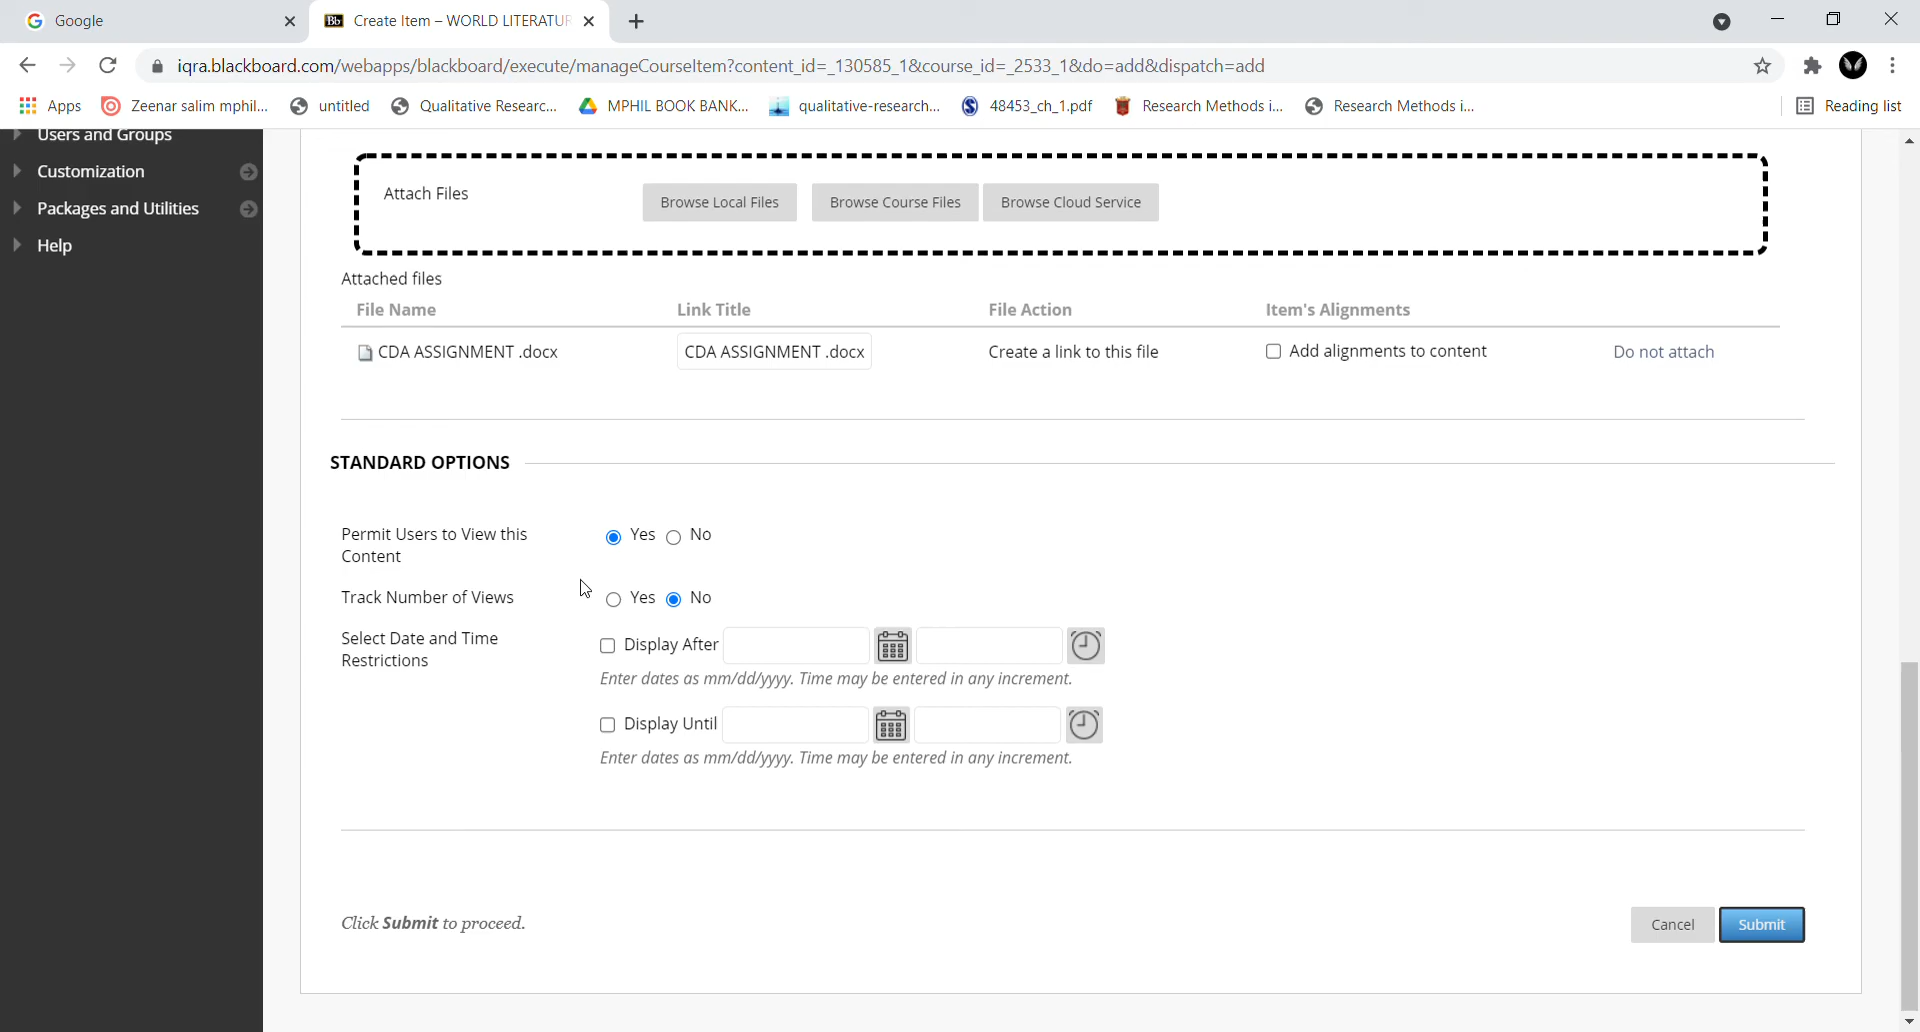 Google
Bb Create Item – WORLD LITERATUR
iqra.blackboard.com/webapps/blackboard/execute/manageCourseItem?content_id=_130585_1&course_id=_2533_1&do=add&dispatch=add
Apps Zeenar salim mphil... untitled Qualitative Researc... MPHIL BOOK BANK... qualitative-research... 48453_ch_1.pdf Research Methods i... Research Methods i... Reading list
Users and Groups
Customization
Packages and Utilities
Help
Attach Files Browse Local Files Browse Course Files Browse Cloud Service
Attached files
File Name Link Title File Action Item's Alignments
CDA ASSIGNMENT .docx CDA ASSIGNMENT .docx Create a link to this file Add alignments to content Do not attach
STANDARD OPTIONS
Permit Users to View this Yes No
Content
Track Number of Views Yes No
Select Date and Time
Restrictions
Display After
Enter dates as mm/dd/yyyy. Time may be entered in any increment.
Display Until
Enter dates as mm/dd/yyyy. Time may be entered in any increment.
Click Submit to proceed. Cancel Submit